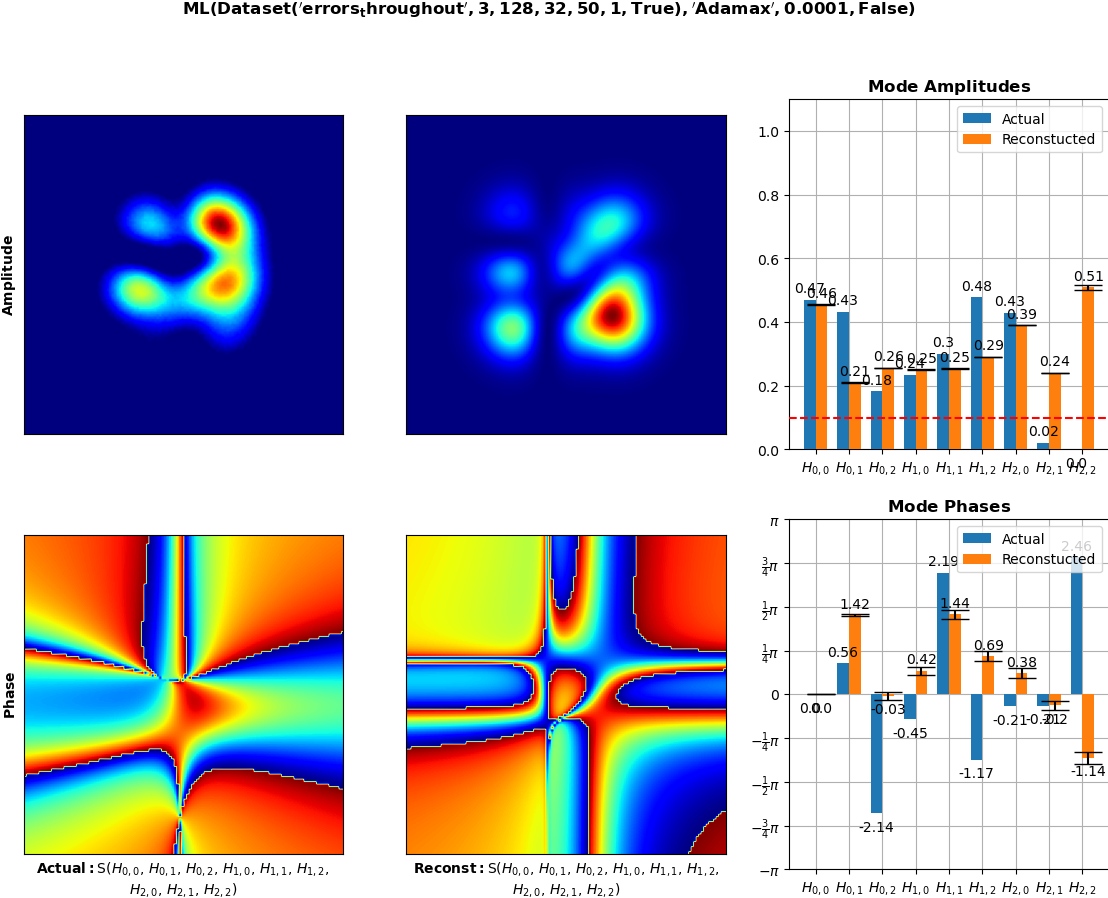 ML(Dataset('errors_throughout', 3, 128, 32, 50, 1, True), 'Adamax', 0.0001, False)
Amplitude
Mode Amplitudes
Actual
Reconstucted
1.0
0.8
0.6
0.4
0.2
0.0
0.47
0.46
0.43
0.21
0.18
0.26
0.24
0.25
0.3
0.25
0.48
0.29
0.43
0.39
0.02
0.24
0.0
0.51
H0,0 H0,1 H0,2 H1,0 H1,1 H1,2 H2,0 H2,1 H2,2
Phase
Mode Phases
Actual
Reconstucted
π
3/4π
1/2π
1/4π
0
−1/4π
−1/2π
−3/4π
−π
0.0
0.0
0.56
1.42
-2.14
-0.03
-0.45
0.42
2.19
1.44
-1.17
0.69
-0.21
0.38
-0.21
-0.2
2.46
-1.14
H0,0 H0,1 H0,2 H1,0 H1,1 H1,2 H2,0 H2,1 H2,2
Actual: S(H0,0, H0,1, H0,2, H1,0, H1,1, H1,2,
H2,0, H2,1, H2,2)
Reconst: S(H0,0, H0,1, H0,2, H1,0, H1,1, H1,2,
H2,0, H2,1, H2,2)